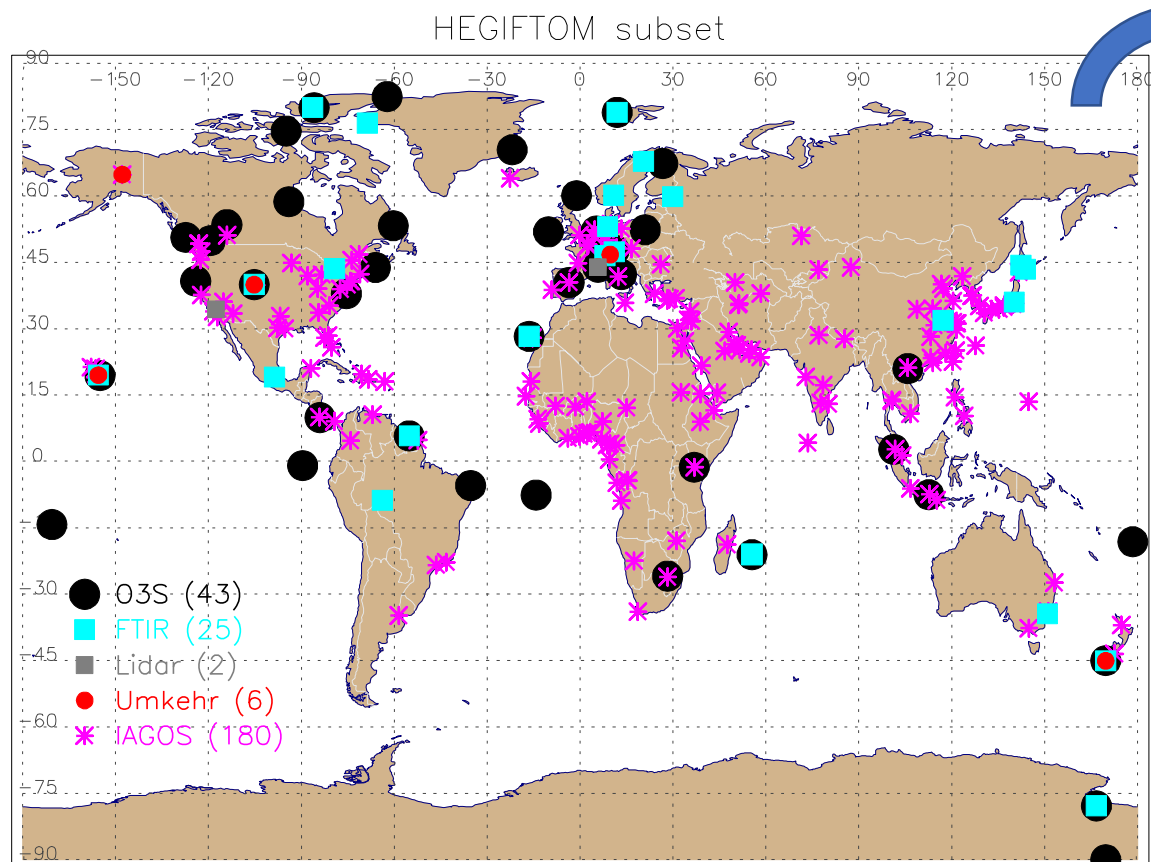 HEGIFTOM subset
90
-150 -120 -90 -60 -30 0 30 60 90 120 150 180
75
60
45
30
15
0
-30
-45
-60
-75
-90
O3S (43)
FTIR (25)
Lidar (2)
Umkehr (6)
IAGOS (180)